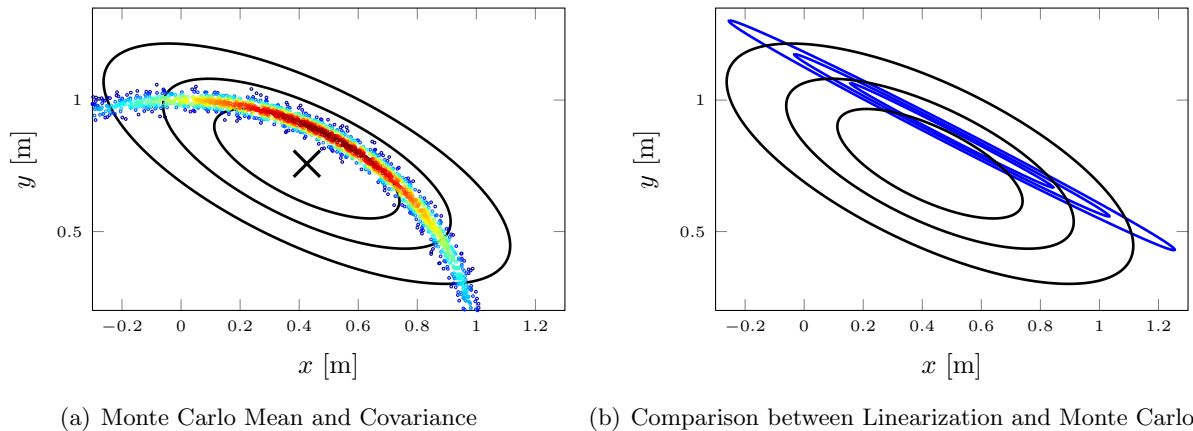 1
0.5
y [m]
−0.2 0 0.2 0.4 0.6 0.8 1 1.2
x [m]
(a) Monte Carlo Mean and Covariance
1
0.5
y [m]
−0.2 0 0.2 0.4 0.6 0.8 1 1.2
x [m]
(b) Comparison between Linearization and Monte Carlo